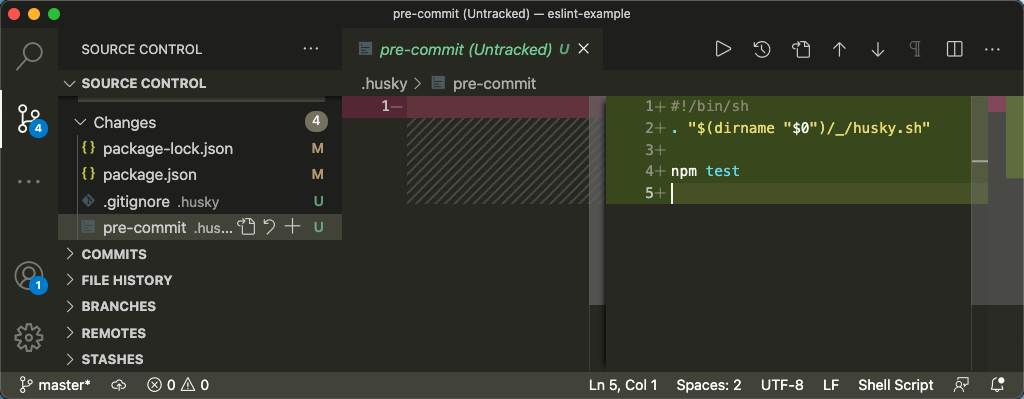 pre-commit (Untracked) — eslint-example
SOURCE CONTROL
pre-commit (Untracked) U
SOURCE CONTROL
.husky > pre-commit
Changes 4
package-lock.json M
package.json M
.gitignore .husky U
pre-commit .hus... U
COMMITS
FILE HISTORY
BRANCHES
REMOTES
STASHES
4
1
1—
1+ #!/bin/sh
2+ . "$(dirname "$0")/_/husky.sh"
3+
4+ npm test
5+
master* 0 0 Ln 5, Col 1 Spaces: 2 UTF-8 LF Shell Script